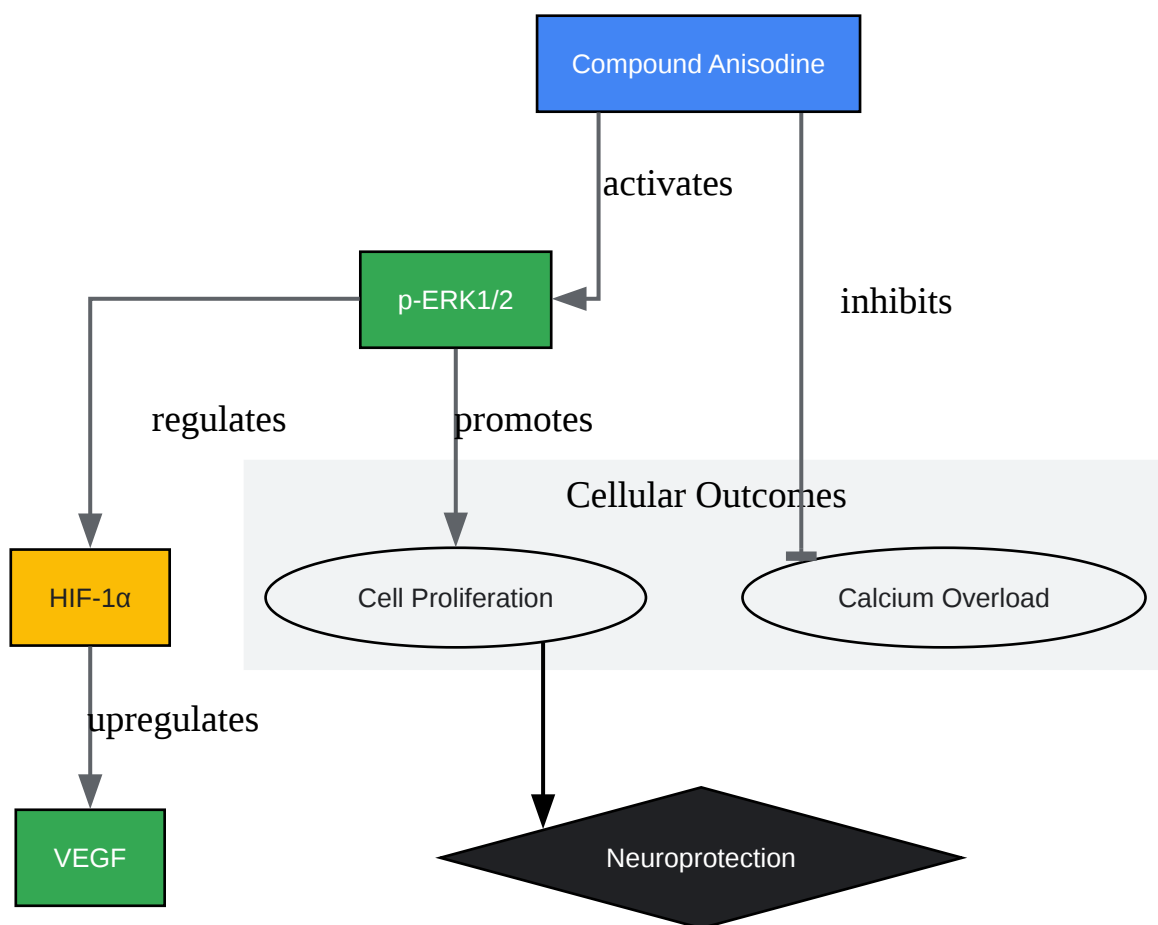 Compound Anisodine
activates
p-ERK1/2
inhibits
regulates
promotes
Cellular Outcomes
HIF-1α
Cell Proliferation
Calcium Overload
upregulates
VEGF
Neuroprotection